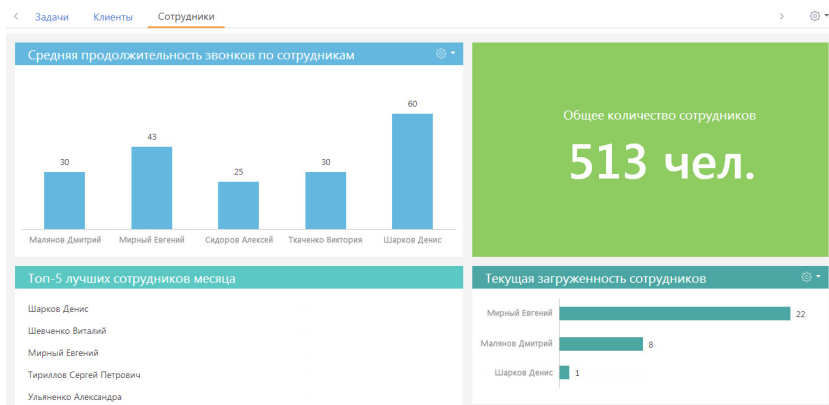 Задачи Клиенты Сотрудники
Средняя продолжительность звонков по сотрудникам
60
43
30
30
25
Малянов Дмитрий Мирный Евгений Сидоров Алексей Ткаченко Виктория Шарков Денис
Общее количество сотрудников
513 чел.
Топ-5 лучших сотрудников месяца
Шарков Денис
Шевченко Виталий
Мирный Евгений
Тириллов Сергей Петрович
Ульяненко Александра
Текущая загруженность сотрудников
Мирный Евгений 22
Малянов Дмитрий 8
Шарков Денис 1